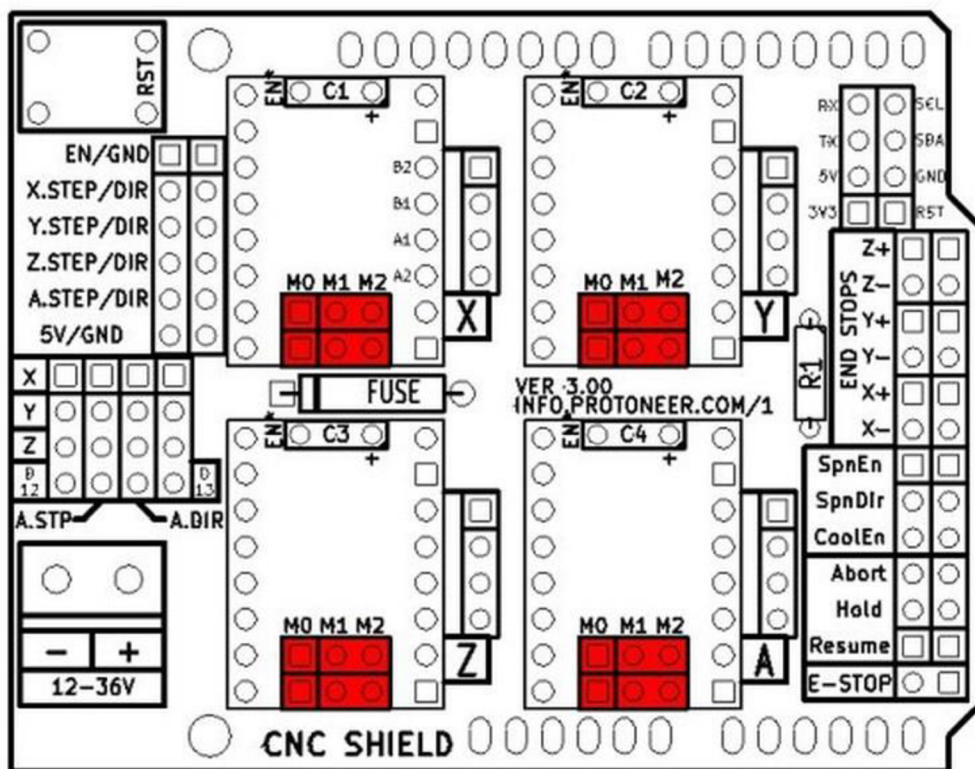 RST
EN*
C1
+
EN*
C2
+
RX
SCL
TX
SDA
5V
GND
3V3
RST
EN/GND
X.STEP/DIR
Y.STEP/DIR
Z.STEP/DIR
A.STEP/DIR
5V/GND
B2
B1
A1
A2
M0 M1 M2
X
M0 M1 M2
Y
END STOPS
Z+
Z-
Y+
Y-
X+
X-
R1
X
Y
Z
D
12
D
13
A.STP
A.DIR
FUSE
VER 3.00
INFO.PROTONEER.COM/1
EN*
C3
+
EN*
C4
+
SpnEn
SpnDir
CoolEn
Abort
Hold
Resume
E-STOP
- +
12-36V
M0 M1 M2
Z
M0 M1 M2
A
CNC SHIELD